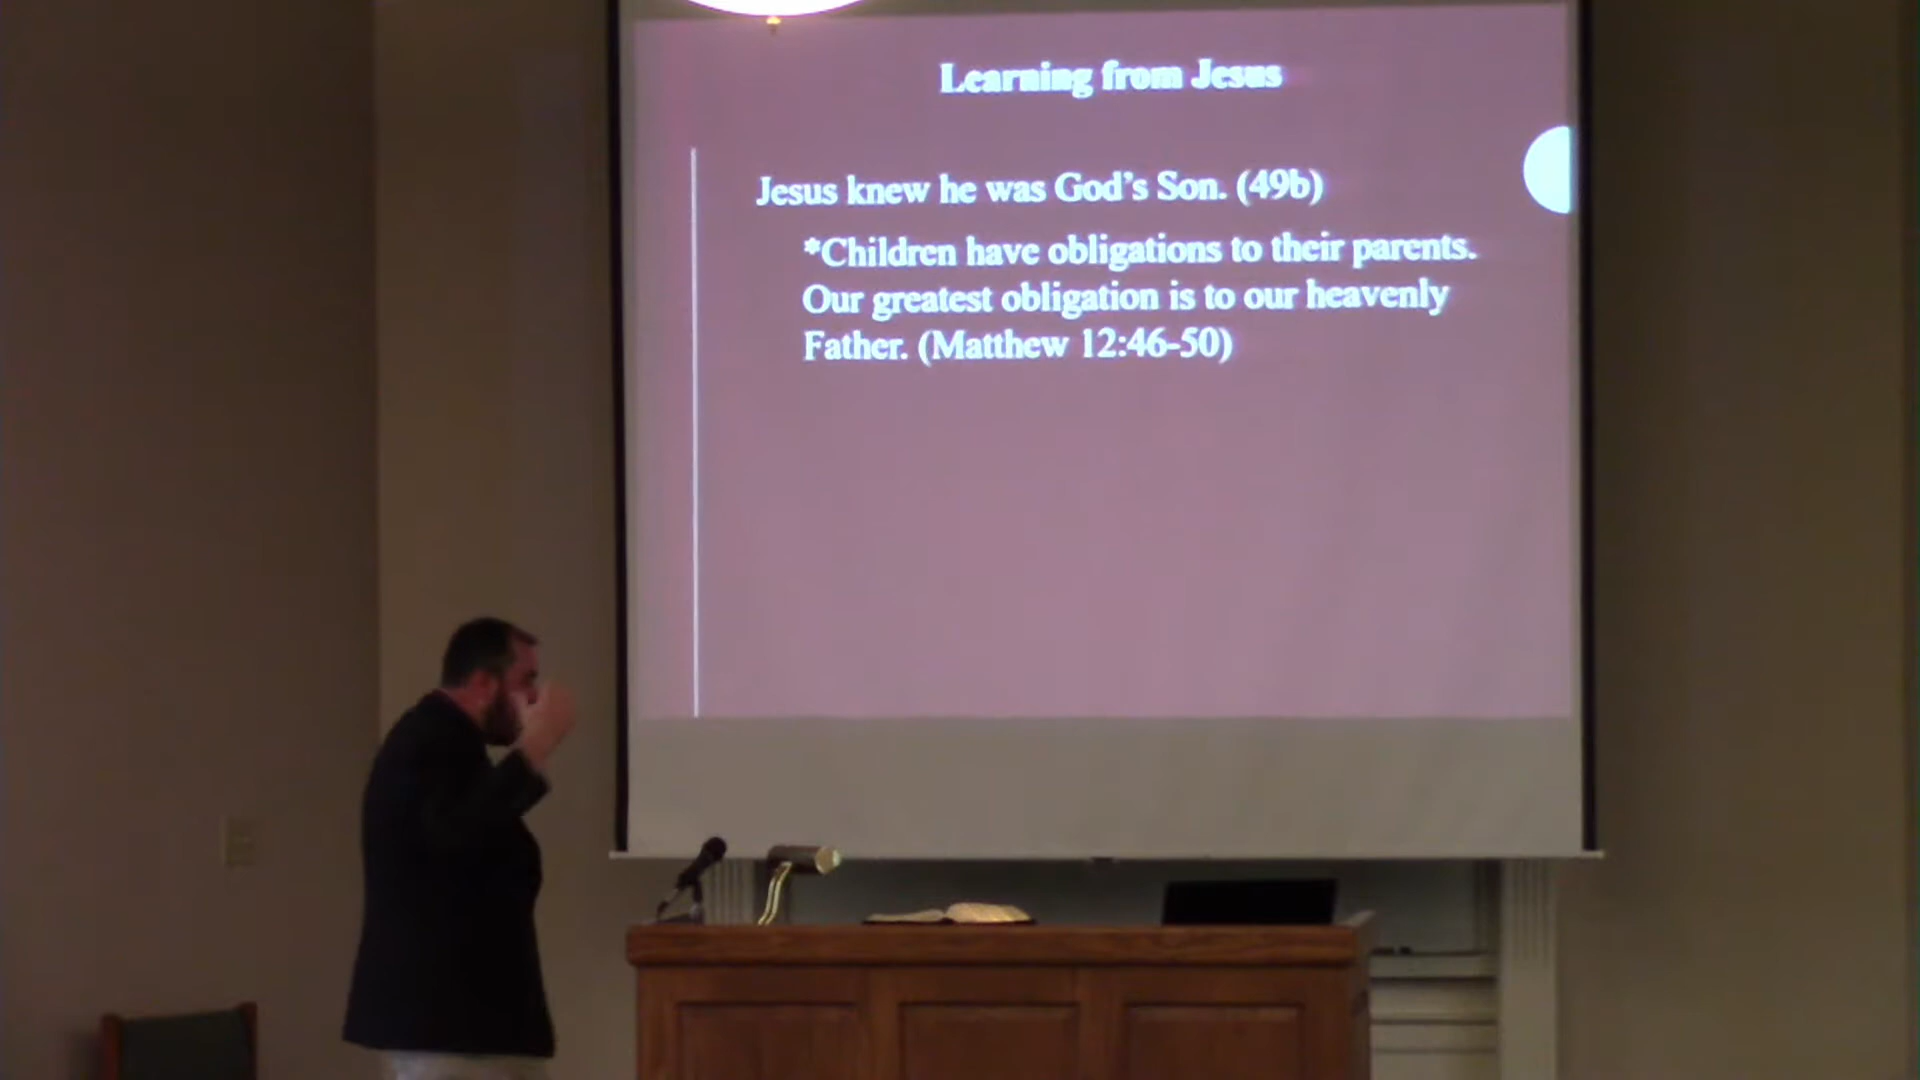 Learning from Jesus
Jesus knew he was God’s Son. (49b)
*Children have obligations to their parents.
Our greatest obligation is to our heavenly
Father. (Matthew 12:46-50)